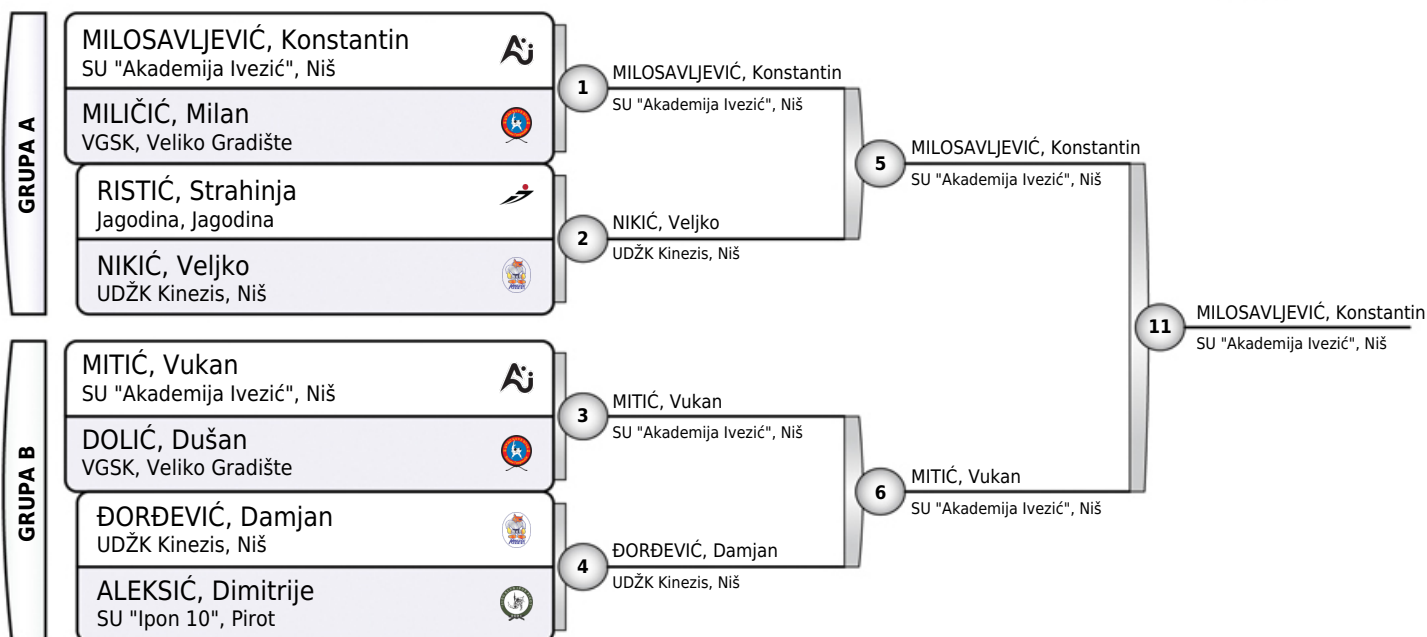 GRUPA A
MILOSAVLJEVIĆ, Konstantin
SU "Akademija Ivezić", Niš
MILIČIĆ, Milan
VGSK, Veliko Gradište
RISTIĆ, Strahinja
Jagodina, Jagodina
NIKIĆ, Veljko
UDŽK Kinezis, Niš
GRUPA B
MITIĆ, Vukan
SU "Akademija Ivezić", Niš
DOLIĆ, Dušan
VGSK, Veliko Gradište
ĐORĐEVIĆ, Damjan
UDŽK Kinezis, Niš
ALEKSIĆ, Dimitrije
SU "Ipon 10", Pirot
1
MILOSAVLJEVIĆ, Konstantin
SU "Akademija Ivezić", Niš
2
NIKIĆ, Veljko
UDŽK Kinezis, Niš
3
MITIĆ, Vukan
SU "Akademija Ivezić", Niš
4
ĐORĐEVIĆ, Damjan
UDŽK Kinezis, Niš
5
MILOSAVLJEVIĆ, Konstantin
SU "Akademija Ivezić", Niš
6
MITIĆ, Vukan
SU "Akademija Ivezić", Niš
11
MILOSAVLJEVIĆ, Konstantin
SU "Akademija Ivezić", Niš